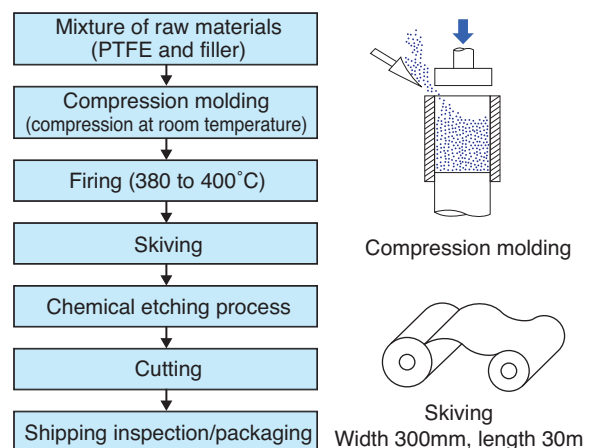 Mixture of raw materials
(PTFE and filler)
Compression molding
(compression at room temperature)
Firing (380 to 400˚C)
Skiving
Chemical etching process
Cutting
Shipping inspection/packaging
Compression molding
Skiving
Width 300mm, length 30m